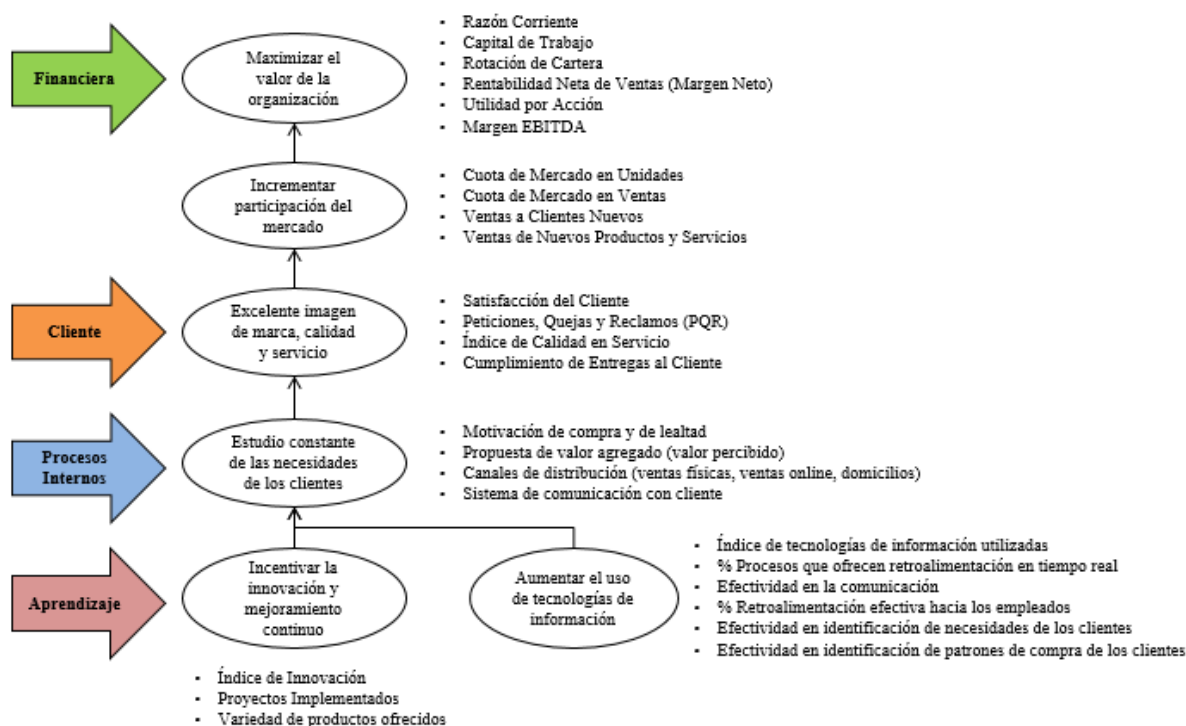 Financiera
Maximizar el
valor de la
organización
▪ Razón Corriente
▪ Capital de Trabajo
▪ Rotación de Cartera
▪ Rentabilidad Neta de Ventas (Margen Neto)
▪ Utilidad por Acción
▪ Margen EBITDA
Incrementar
participación del
mercado
▪ Cuota de Mercado en Unidades
▪ Cuota de Mercado en Ventas
▪ Ventas a Clientes Nuevos
▪ Ventas de Nuevos Productos y Servicios
Cliente
Excelente imagen
de marca, calidad
y servicio
▪ Satisfacción del Cliente
▪ Peticiones, Quejas y Reclamos (PQR)
▪ Índice de Calidad en Servicio
▪ Cumplimiento de Entregas al Cliente
Procesos
Internos
Estudio constante
de las necesidades
de los clientes
▪ Motivación de compra y de lealtad
▪ Propuesta de valor agregado (valor percibido)
▪ Canales de distribución (ventas físicas, ventas online, domicilios)
▪ Sistema de comunicación con cliente
Aprendizaje
Incentivar la
innovación y
mejoramiento
continuo
Aumentar el uso
de tecnologías de
información
▪ Índice de tecnologías de información utilizadas
▪ % Procesos que ofrecen retroalimentación en tiempo real
▪ Efectividad en la comunicación
▪ % Retroalimentación efectiva hacia los empleados
▪ Efectividad en identificación de necesidades de los clientes
▪ Efectividad en identificación de patrones de compra de los clientes
▪ Índice de Innovación
▪ Proyectos Implementados
▪ Variedad de productos ofrecidos